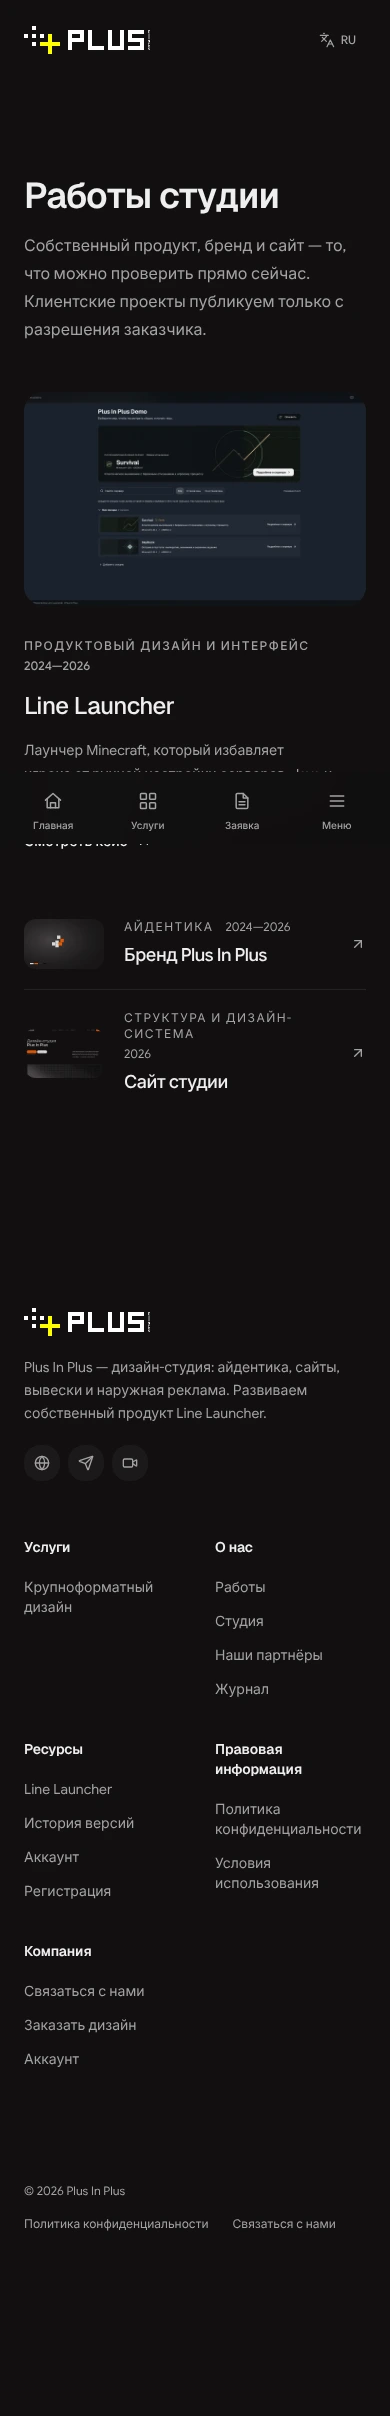 PLUS
RU
Работы студии
Собственный продукт, бренд и сайт — то,
что можно проверить прямо сейчас.
Клиентские проекты публикуем только с
разрешения заказчика.
Plus In Plus Demo
Survival
ПРОДУКТОВЫЙ ДИЗАЙН И ИНТЕРФЕЙС
2024—2026
Line Launcher
Лаунчер Minecraft, который избавляет
Главная
Услуги
Заявка
Меню
Смотреть кейс
АЙДЕНТИКА 2024—2026
Бренд Plus In Plus
СТРУКТУРА И ДИЗАЙН-
СИСТЕМА
2026
Сайт студии
PLUS
Plus In Plus — дизайн-студия: айдентика, сайты,
вывески и наружная реклама. Развиваем
собственный продукт Line Launcher.
Услуги
Крупноформатный
дизайн
О нас
Работы
Студия
Наши партнёры
Журнал
Ресурсы
Line Launcher
История версий
Аккаунт
Регистрация
Правовая
информация
Политика
конфиденциальности
Условия
использования
Компания
Связаться с нами
Заказать дизайн
Аккаунт
© 2026 Plus In Plus
Политика конфиденциальности Связаться с нами